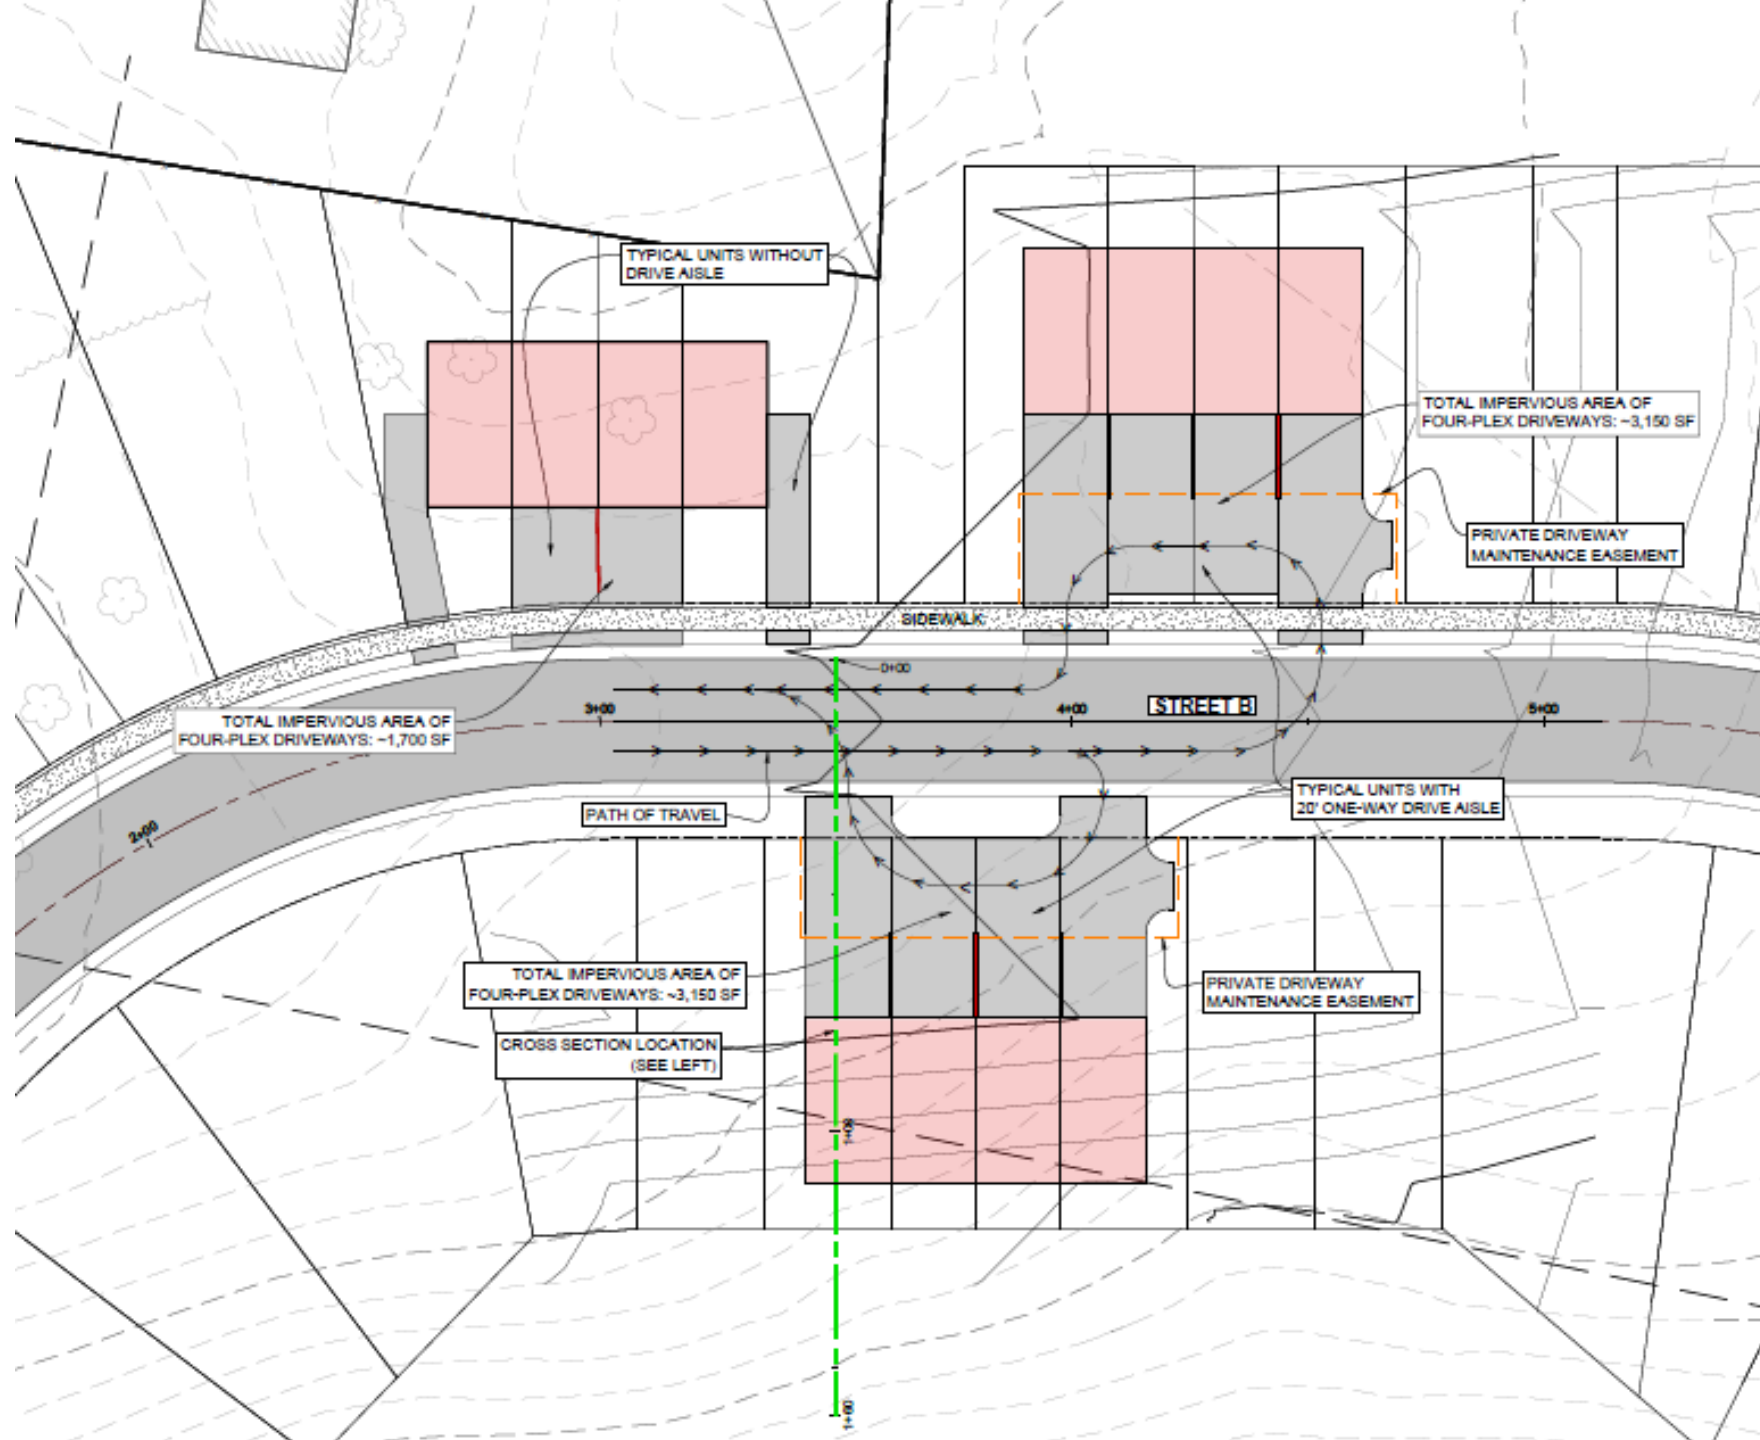 TYPICAL UNITS WITHOUT
DRIVE AISLE
TOTAL IMPERVIOUS AREA OF
FOUR-PLEX DRIVEWAYS: ~3,150 SF
PRIVATE DRIVEWAY
MAINTENANCE EASEMENT
SIDEWALK
0+00
STREET B
3+00
4+00
5+00
TOTAL IMPERVIOUS AREA OF
FOUR-PLEX DRIVEWAYS: ~1,700 SF
TYPICAL UNITS WITH
20' ONE-WAY DRIVE AISLE
PATH OF TRAVEL
2+00
TOTAL IMPERVIOUS AREA OF
FOUR-PLEX DRIVEWAYS: ~3,150 SF
PRIVATE DRIVEWAY
MAINTENANCE EASEMENT
CROSS SECTION LOCATION
(SEE LEFT)
1+60